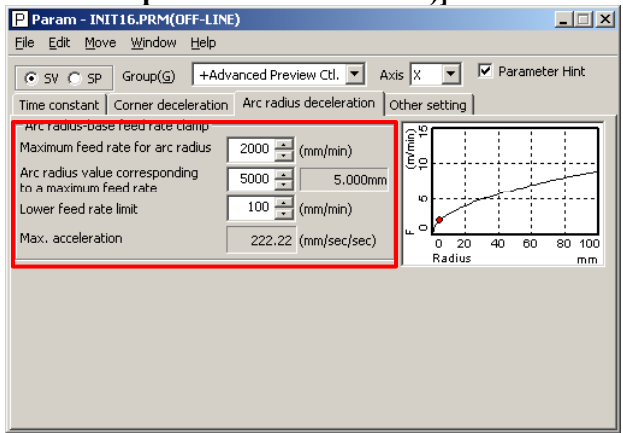 Param - INIT16.PRM(OFF-LINE)
File Edit Move Window Help
SV SP Group(G) +Advanced Preview Ctl. Axis X Parameter Hint
Time constant Corner deceleration Arc radius deceleration Other setting
Arc radius-base feed rate clamp
Maximum feed rate for arc radius 2000 (mm/min)
Arc radius value corresponding
to a maximum feed rate 5000 5.000mm
Lower feed rate limit 100 (mm/min)
Max. acceleration 222.22 (mm/sec/sec)
(m/min)
15
10
5
0
F
0 20 40 60 80 100
Radius mm